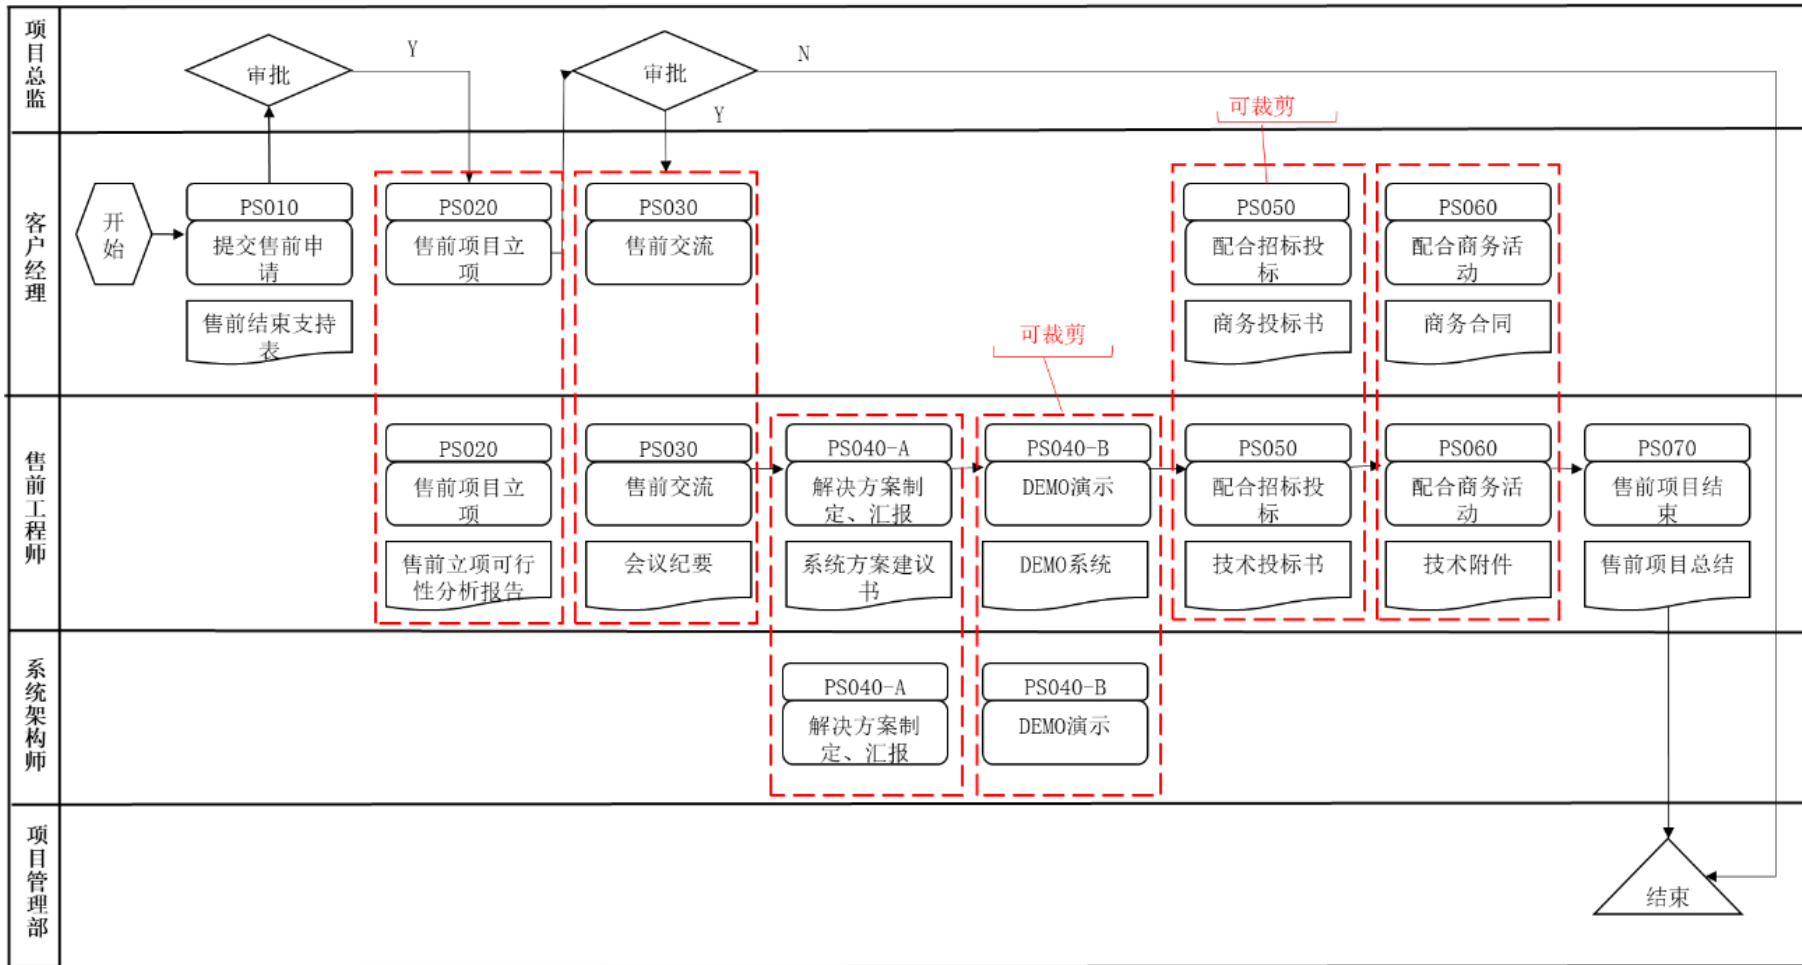 项目总监
审批
Y
审批
N
Y
可裁剪
客户经理
开
始
PS010
提交售前申
请
售前结束支持
表
PS020
售前项目立
项
PS030
售前交流
可裁剪
PS050
配合招标投
标
商务投标书
PS060
配合商务活
动
商务合同
售前工程师
PS020
售前项目立
项
售前立项可行
性分析报告
PS030
售前交流
会议纪要
PS040-A
解决方案制
定、汇报
系统方案建议
书
PS040-B
DEMO演示
DEMO系统
PS050
配合招标投
标
技术投标书
PS060
配合商务活
动
技术附件
PS070
售前项目结
束
售前项目总结
系统架构师
PS040-A
解决方案制
定、汇报
PS040-B
DEMO演示
项目管理部
结束